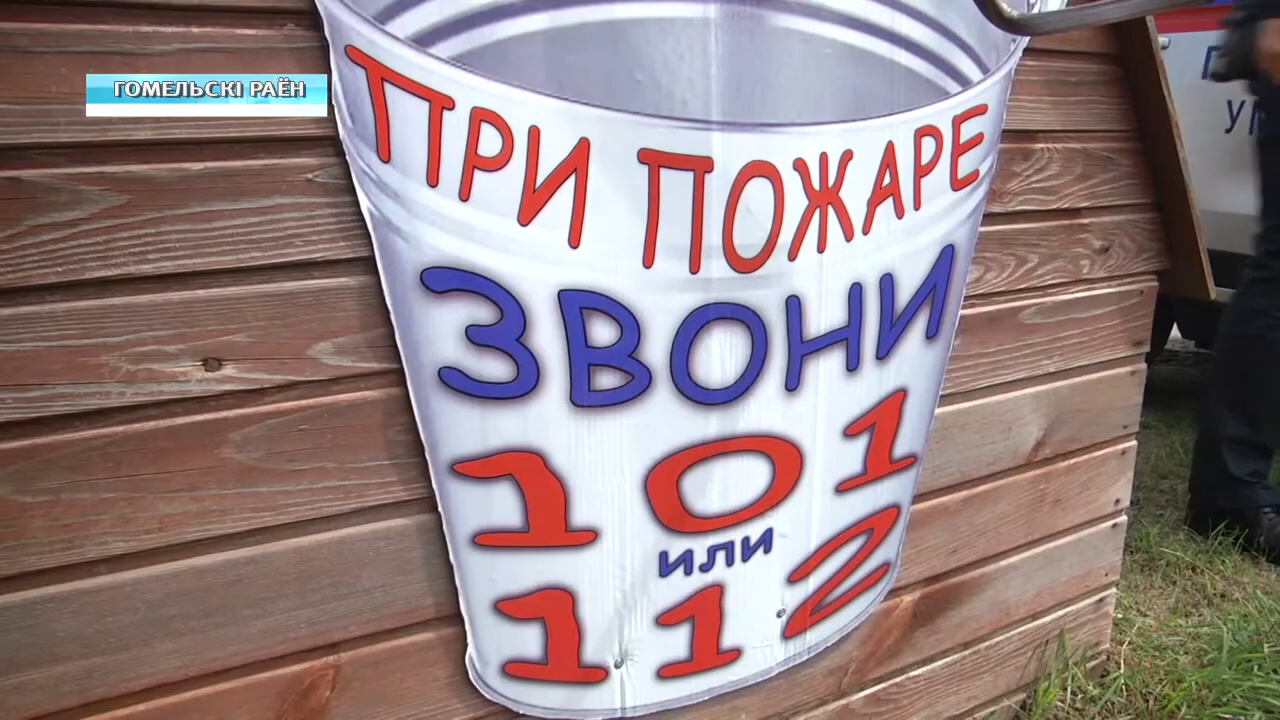 ГОМЕЛЬСКІ РАЁН
ПРИ ПОЖАРЕ
ЗВОНИ
101
или
112